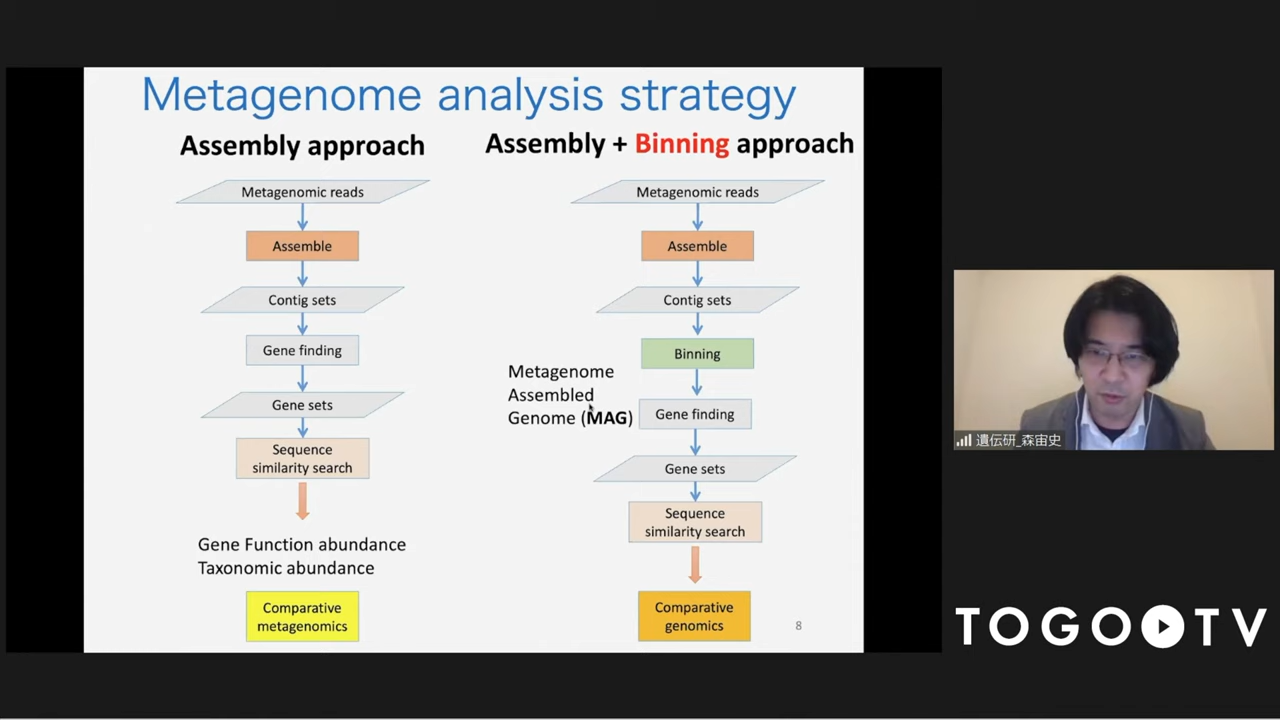 Metagenome analysis strategy
Assembly approach
Metagenomic reads
Assemble
Contig sets
Gene finding
Gene sets
Sequence
similarity search
Gene Function abundance
Taxonomic abundance
Comparative
metagenomics
Assembly + Binning approach
Metagenomic reads
Assemble
Contig sets
Binning
Metagenome
Assembled
Genome (MAG)
Gene finding
Gene sets
Sequence
similarity search
Comparative
genomics
8
遺伝研_森宙史
TOGO TV